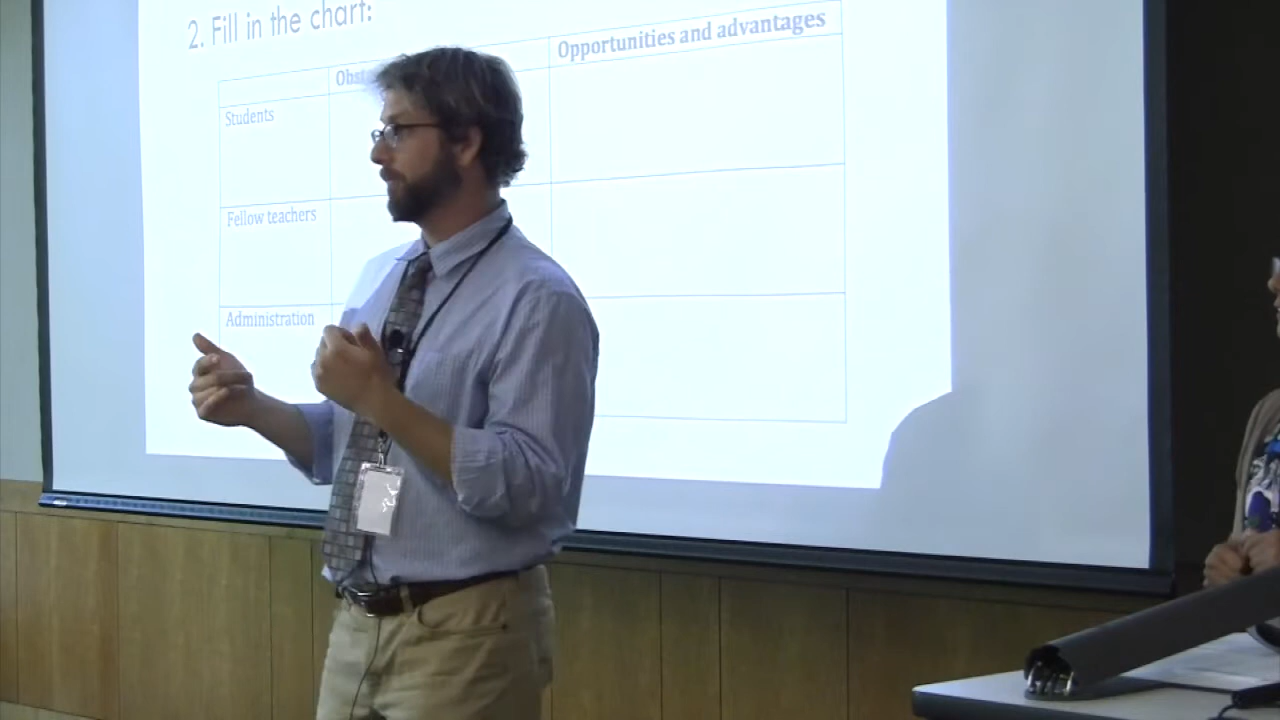 2. Fill in the chart:
Opportunities and advantages
Students
Fellow teachers
Administration